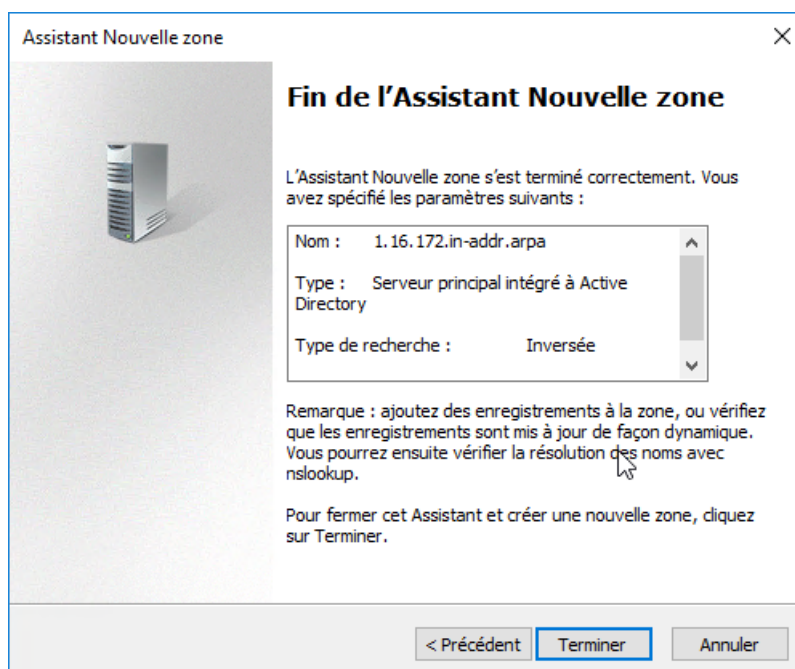 Assistant Nouvelle zone
Fin de l'Assistant Nouvelle zone
L'Assistant Nouvelle zone s'est terminé correctement. Vous
avez spécifié les paramètres suivants :
Nom : 1.16.172.in-addr.arpa
Type : Serveur principal intégré à Active
Directory
Type de recherche : Inversée
Remarque : ajoutez des enregistrements à la zone, ou vérifiez
que les enregistrements sont mis à jour de façon dynamique.
Vous pourrez ensuite vérifier la résolution des noms avec
nslookup.
Pour fermer cet Assistant et créer une nouvelle zone, cliquez
sur Terminer.
< Précédent Terminer Annuler